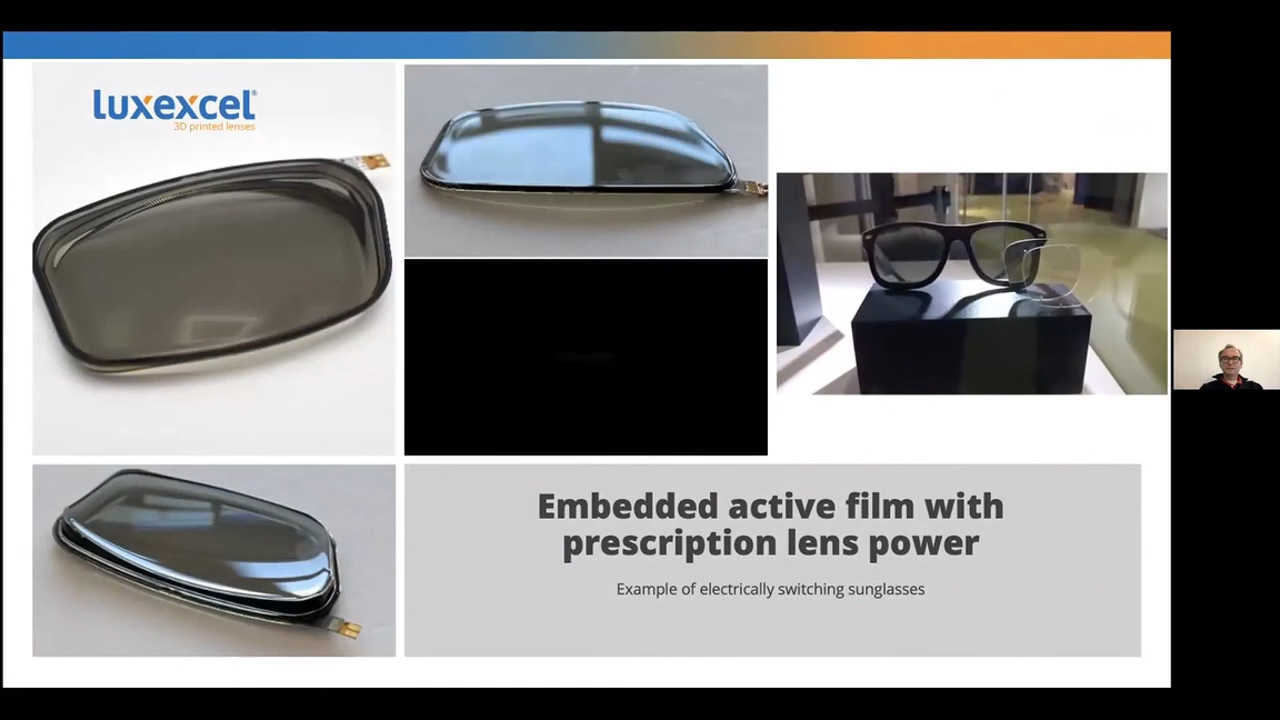 luxexcel®
3D printed lenses
Embedded active film with
prescription lens power
Example of electrically switching sunglasses